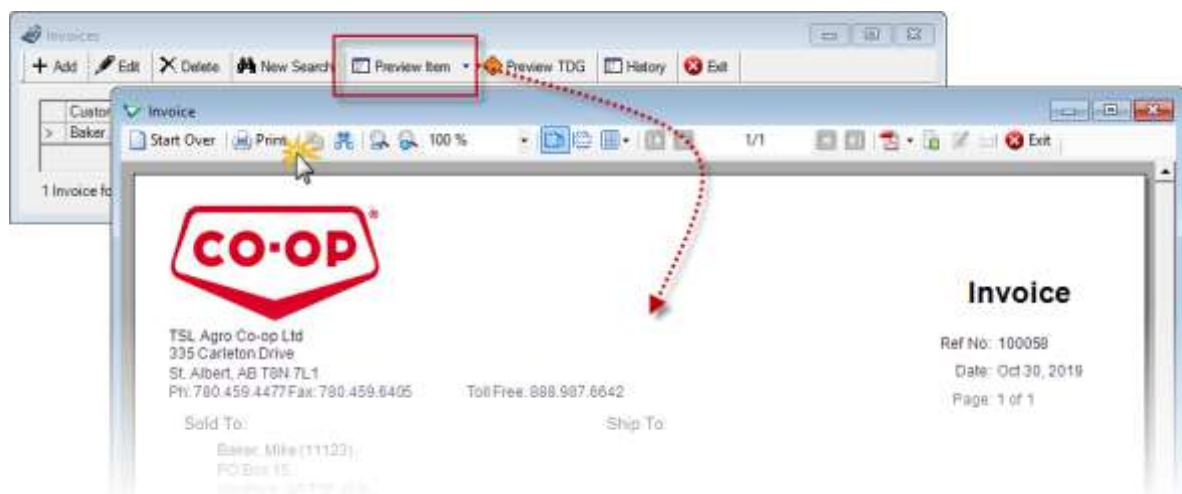 Invoices
Add Edit Delete New Search Preview Item Preview TDG History Exit
Custom
> Baker
1 Invoice fo
Invoice
Start Over Print 100 % 1/1 Exit
CO-OP®
Invoice
TSL Agro Co-op Ltd
335 Carleton Drive
St. Albert, AB T8N 7L1
Ph: 780.459.4477 Fax: 780.459.6405 Toll Free: 888.987.6642
Ref No: 100058
Date: Oct 30, 2019
Page: 1 of 1
Sold To: Ship To:
Baker, Mike (11123)
PO Box 15